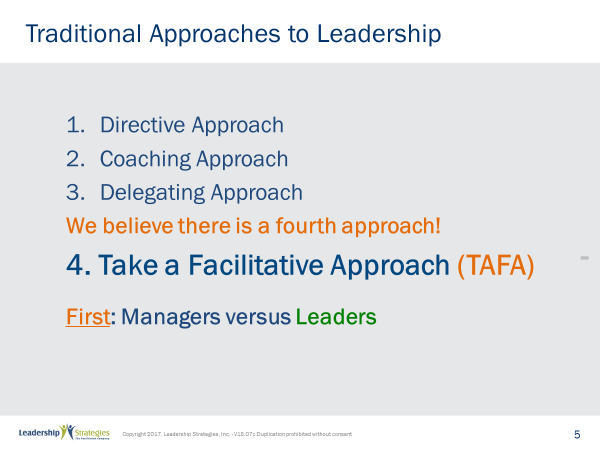 Traditional Approaches to Leadership
1. Directive Approach
2. Coaching Approach
3. Delegating Approach
We believe there is a fourth approach!
4. Take a Facilitative Approach (TAFA)
First: Managers versus Leaders
Leadership Strategies
The Facilitation Company
Copyright 2017, Leadership Strategies, Inc. - V15.07c Duplication prohibited without consent
5